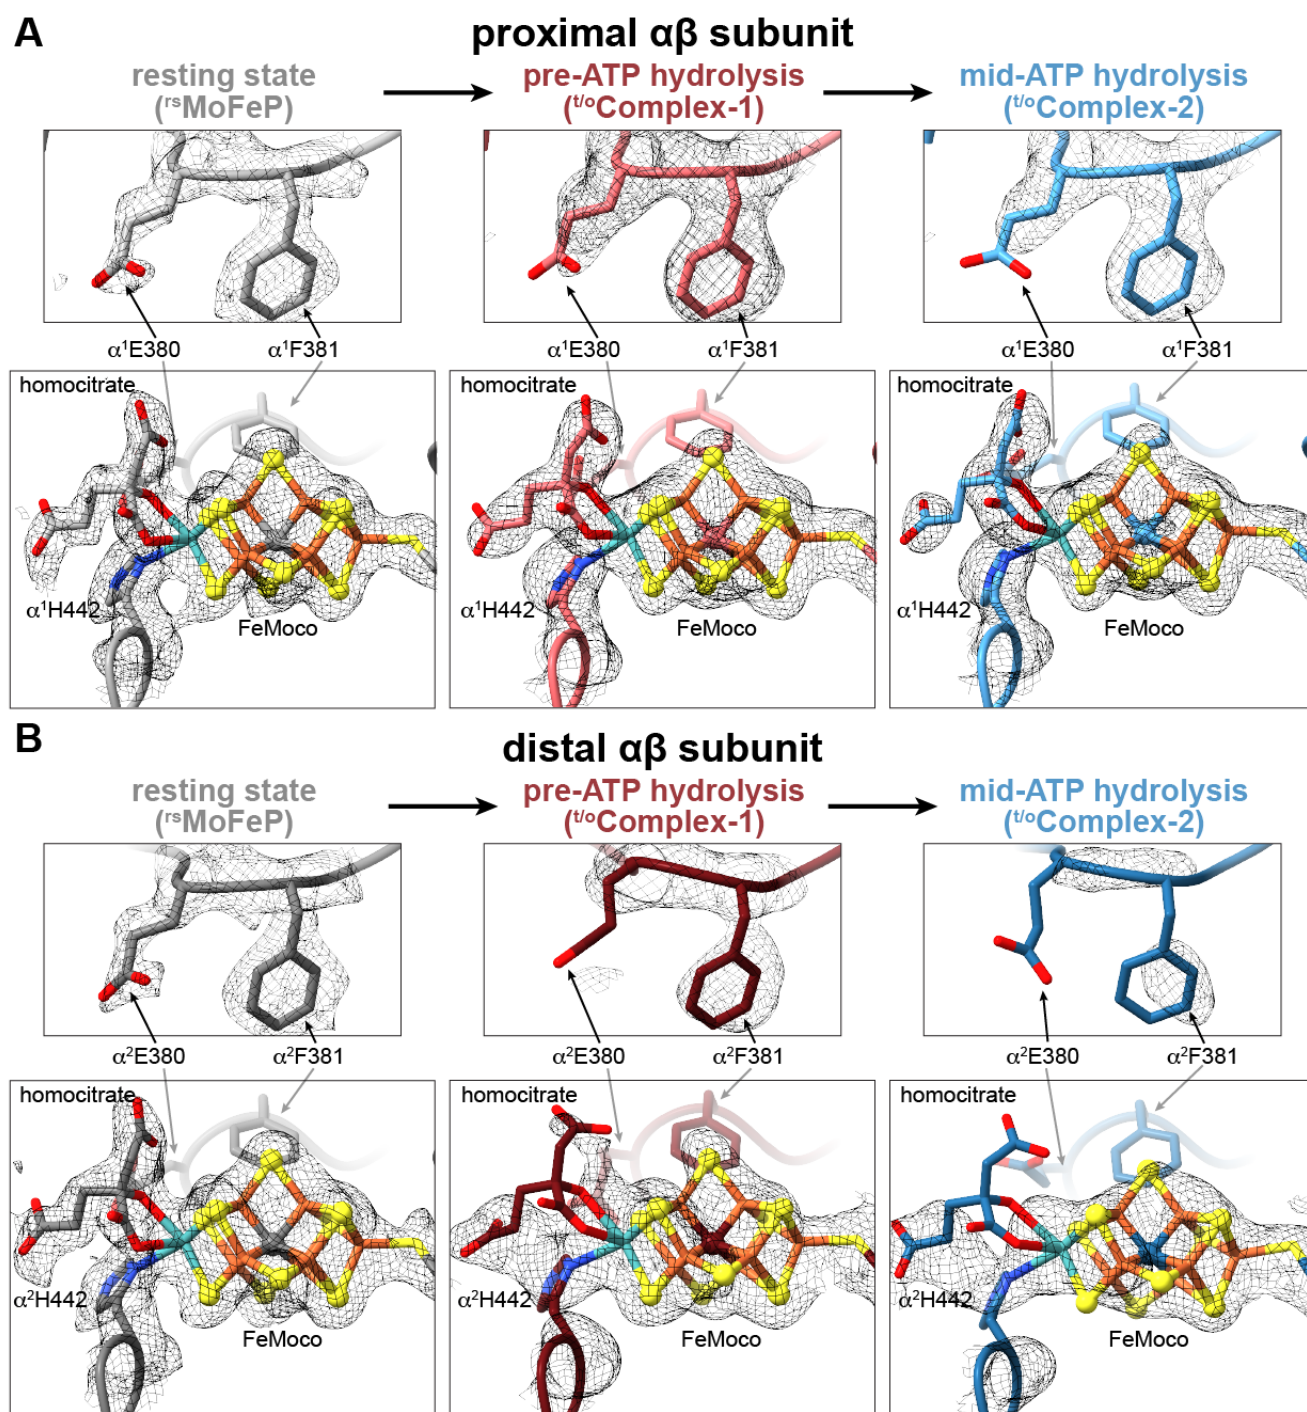 A
proximal αβ subunit
resting state
(ʳˢMoFeP)
pre-ATP hydrolysis
(ᵗ/ᵒComplex-1)
mid-ATP hydrolysis
(ᵗ/ᵒComplex-2)
α¹E380
α¹F381
α¹E380
α¹F381
α¹E380
α¹F381
homocitrate
homocitrate
homocitrate
α¹H442
α¹H442
α¹H442
FeMoco
FeMoco
FeMoco
B
distal αβ subunit
resting state
(ʳˢMoFeP)
pre-ATP hydrolysis
(ᵗ/ᵒComplex-1)
mid-ATP hydrolysis
(ᵗ/ᵒComplex-2)
α²E380
α²F381
α²E380
α²F381
α²E380
α²F381
homocitrate
homocitrate
homocitrate
α²H442
α²H442
α²H442
FeMoco
FeMoco
FeMoco